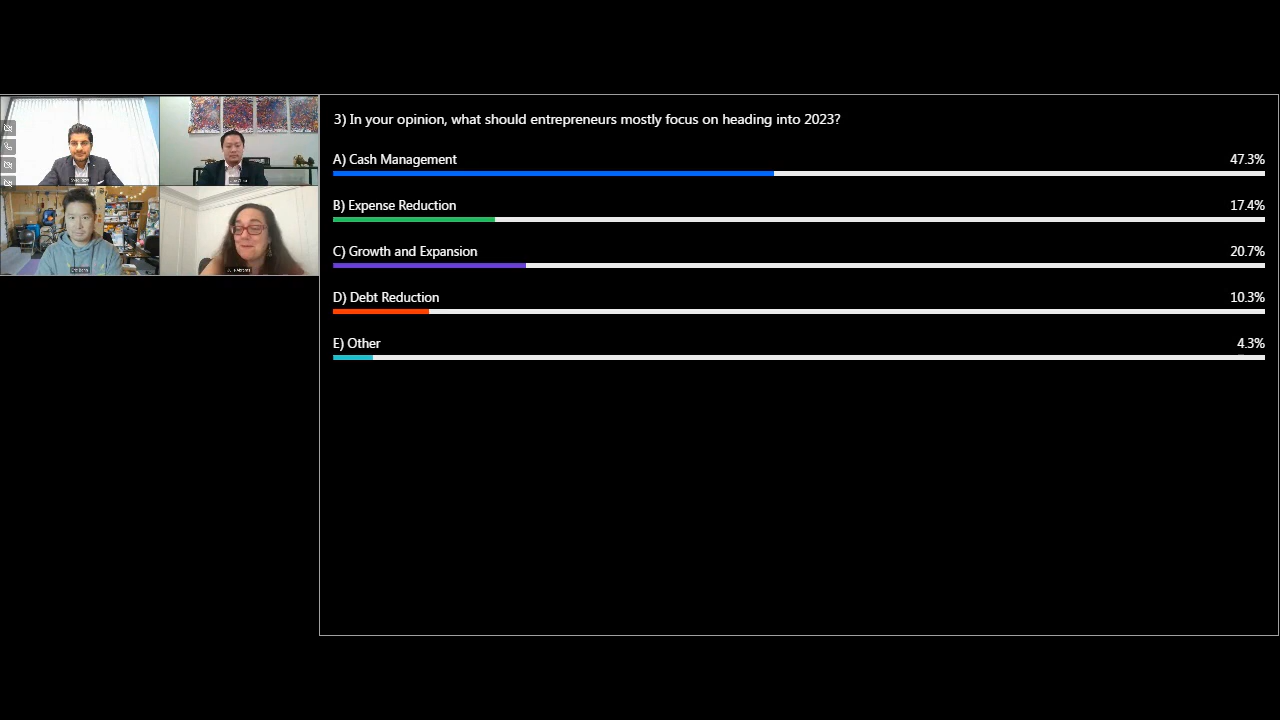 3) In your opinion, what should entrepreneurs mostly focus on heading into 2023?
A) Cash Management 47.3%
B) Expense Reduction 17.4%
C) Growth and Expansion 20.7%
D) Debt Reduction 10.3%
E) Other 4.3%